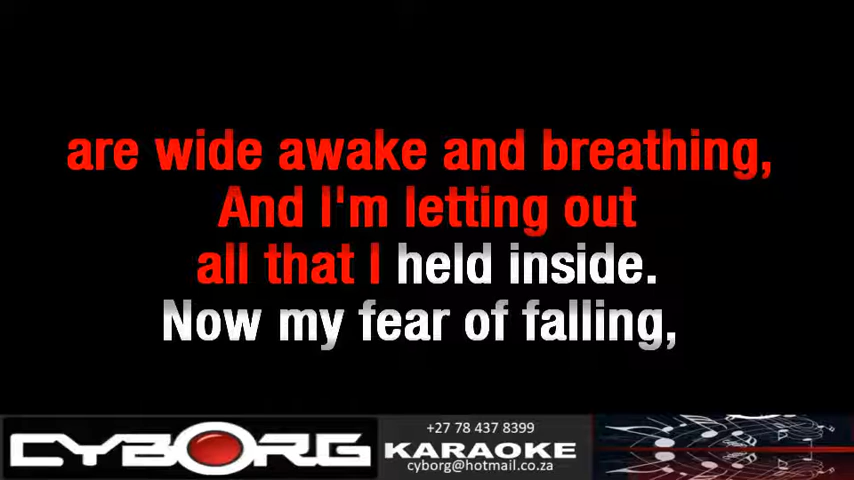 are wide awake and breathing,
And I'm letting out
all that I held inside.
Now my fear of falling,
CYBORG
+27 78 437 8399
KARAOKE
cyborg@hotmail.co.za